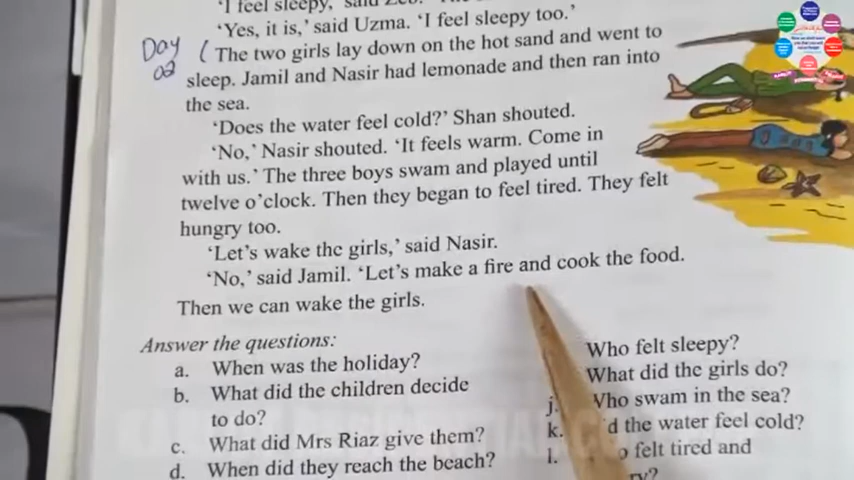 'I feel sleepy,' said
'Yes, it is,' said Uzma. 'I feel sleepy too.'
Day 02
( The two girls lay down on the hot sand and went to
sleep. Jamil and Nasir had lemonade and then ran into
the sea.
'Does the water feel cold?' Shan shouted.
'No,' Nasir shouted. 'It feels warm. Come in
with us.' The three boys swam and played until
twelve o'clock. Then they began to feel tired. They felt
hungry too.
'Let's wake the girls,' said Nasir.
'No,' said Jamil. 'Let's make a fire and cook the food.
Then we can wake the girls.
Answer the questions:
a. When was the holiday?
b. What did the children decide
to do?
c. What did Mrs Riaz give them?
d. When did they reach the beach?
Who felt sleepy?
What did the girls do?
j. Who swam in the sea?
k. d the water feel cold?
l. o felt tired and
ry?